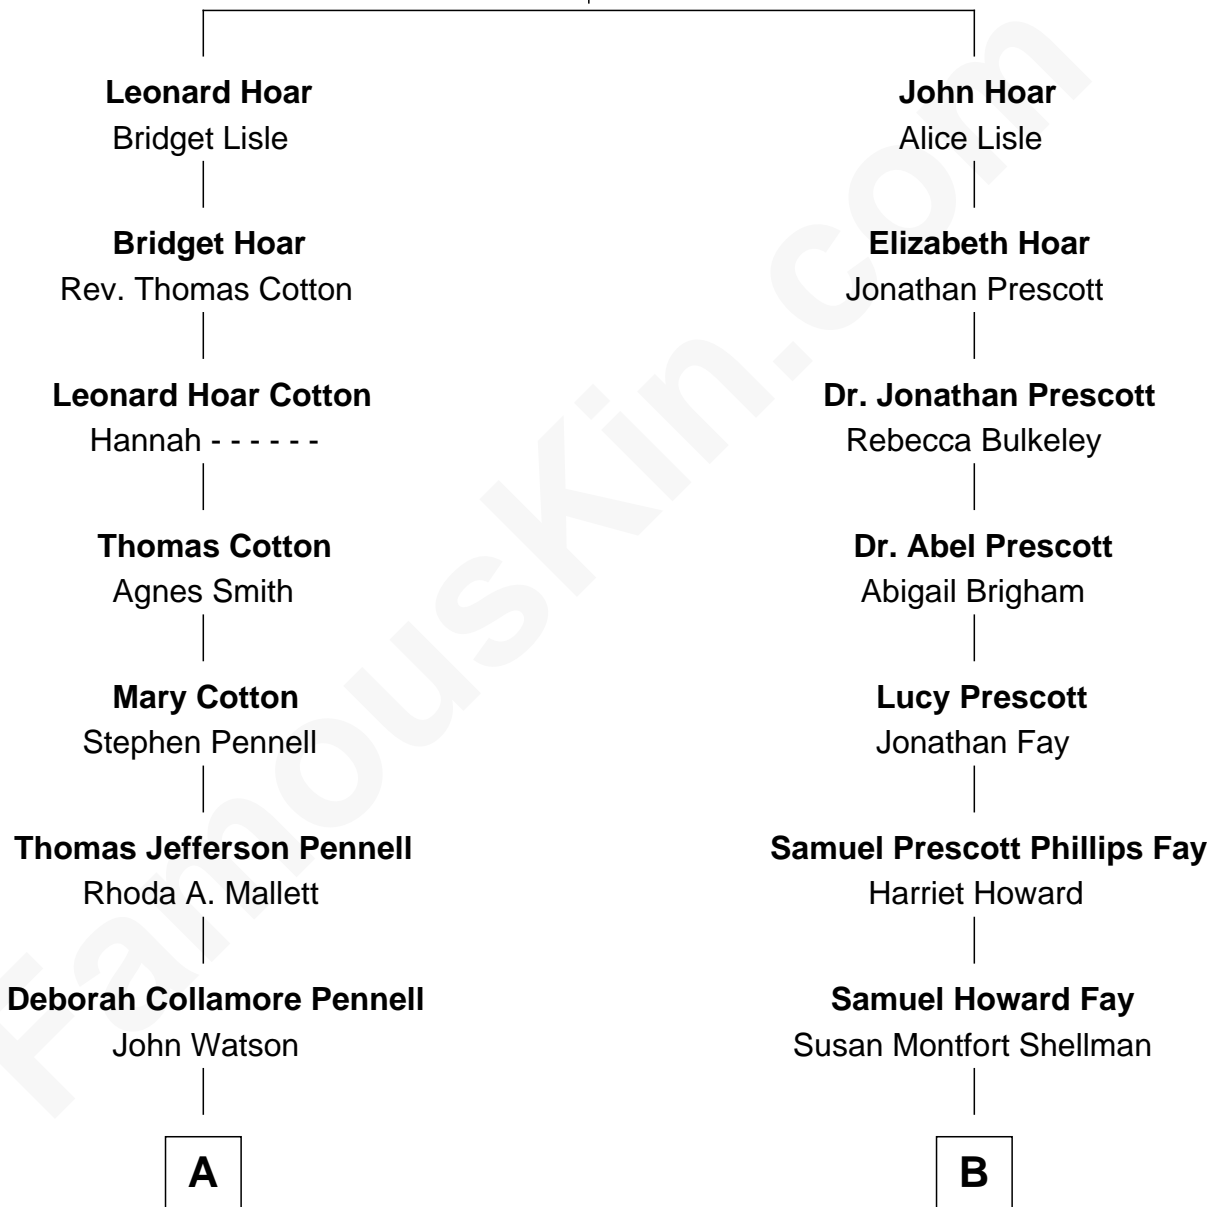 Leonard Hoar
Bridget Lisle
Bridget Hoar
Rev. Thomas Cotton
Leonard Hoar Cotton
Hannah - - - - - -
Thomas Cotton
Agnes Smith
Mary Cotton
Stephen Pennell
Thomas Jefferson Pennell
Rhoda A. Mallett
Deborah Collamore Pennell
John Watson
A
John Hoar
Alice Lisle
Elizabeth Hoar
Jonathan Prescott
Dr. Jonathan Prescott
Rebecca Bulkeley
Dr. Abel Prescott
Abigail Brigham
Lucy Prescott
Jonathan Fay
Samuel Prescott Phillips Fay
Harriet Howard
Samuel Howard Fay
Susan Montfort Shellman
B
FamousKin.com